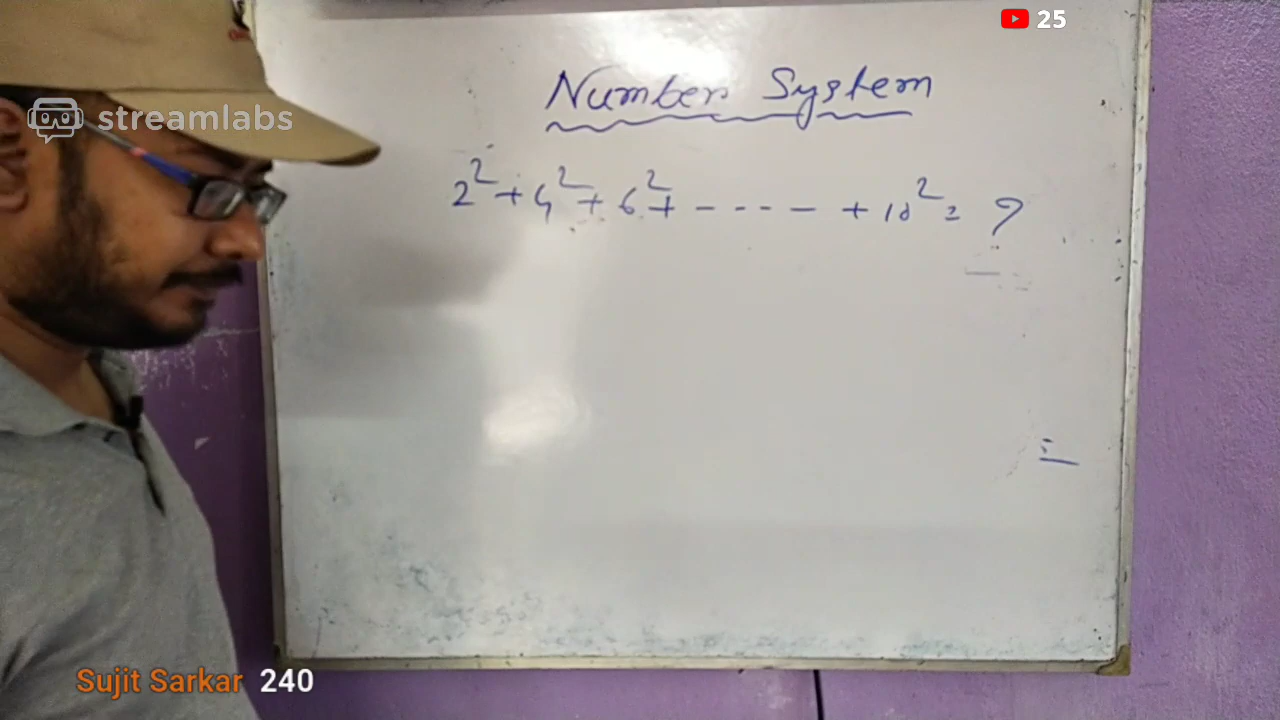 25
streamlabs
Number System
2² + 4² + 6² + ----- + 10² = ?
=
Sujit Sarkar 240